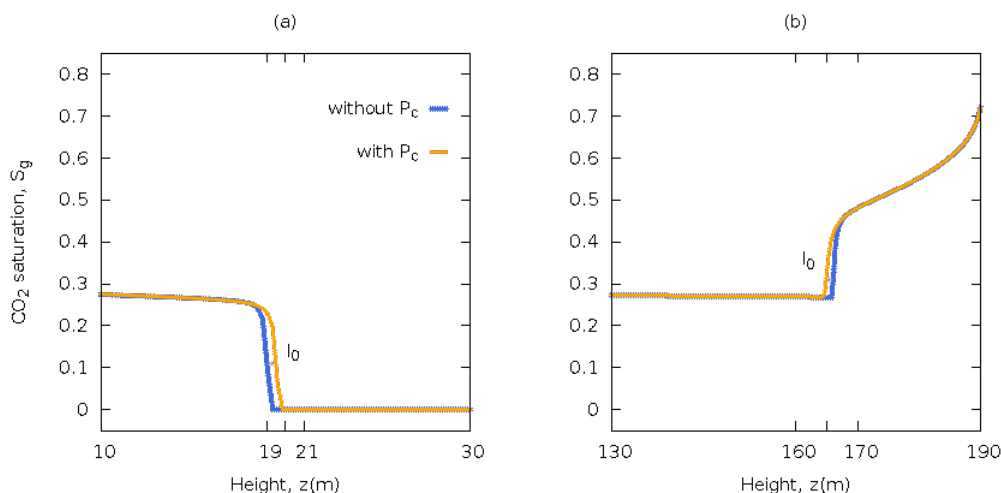 (a)
0.8
0.7
0.6
0.5
0.4
0.3
0.2
0.1
0
CO2 saturation, Sg
without Pc
with Pc
l0
10 19 21 30
Height, z(m)
(b)
0.8
0.7
0.6
0.5
0.4
0.3
0.2
0.1
0
l0
130 160 170 190
Height, z(m)